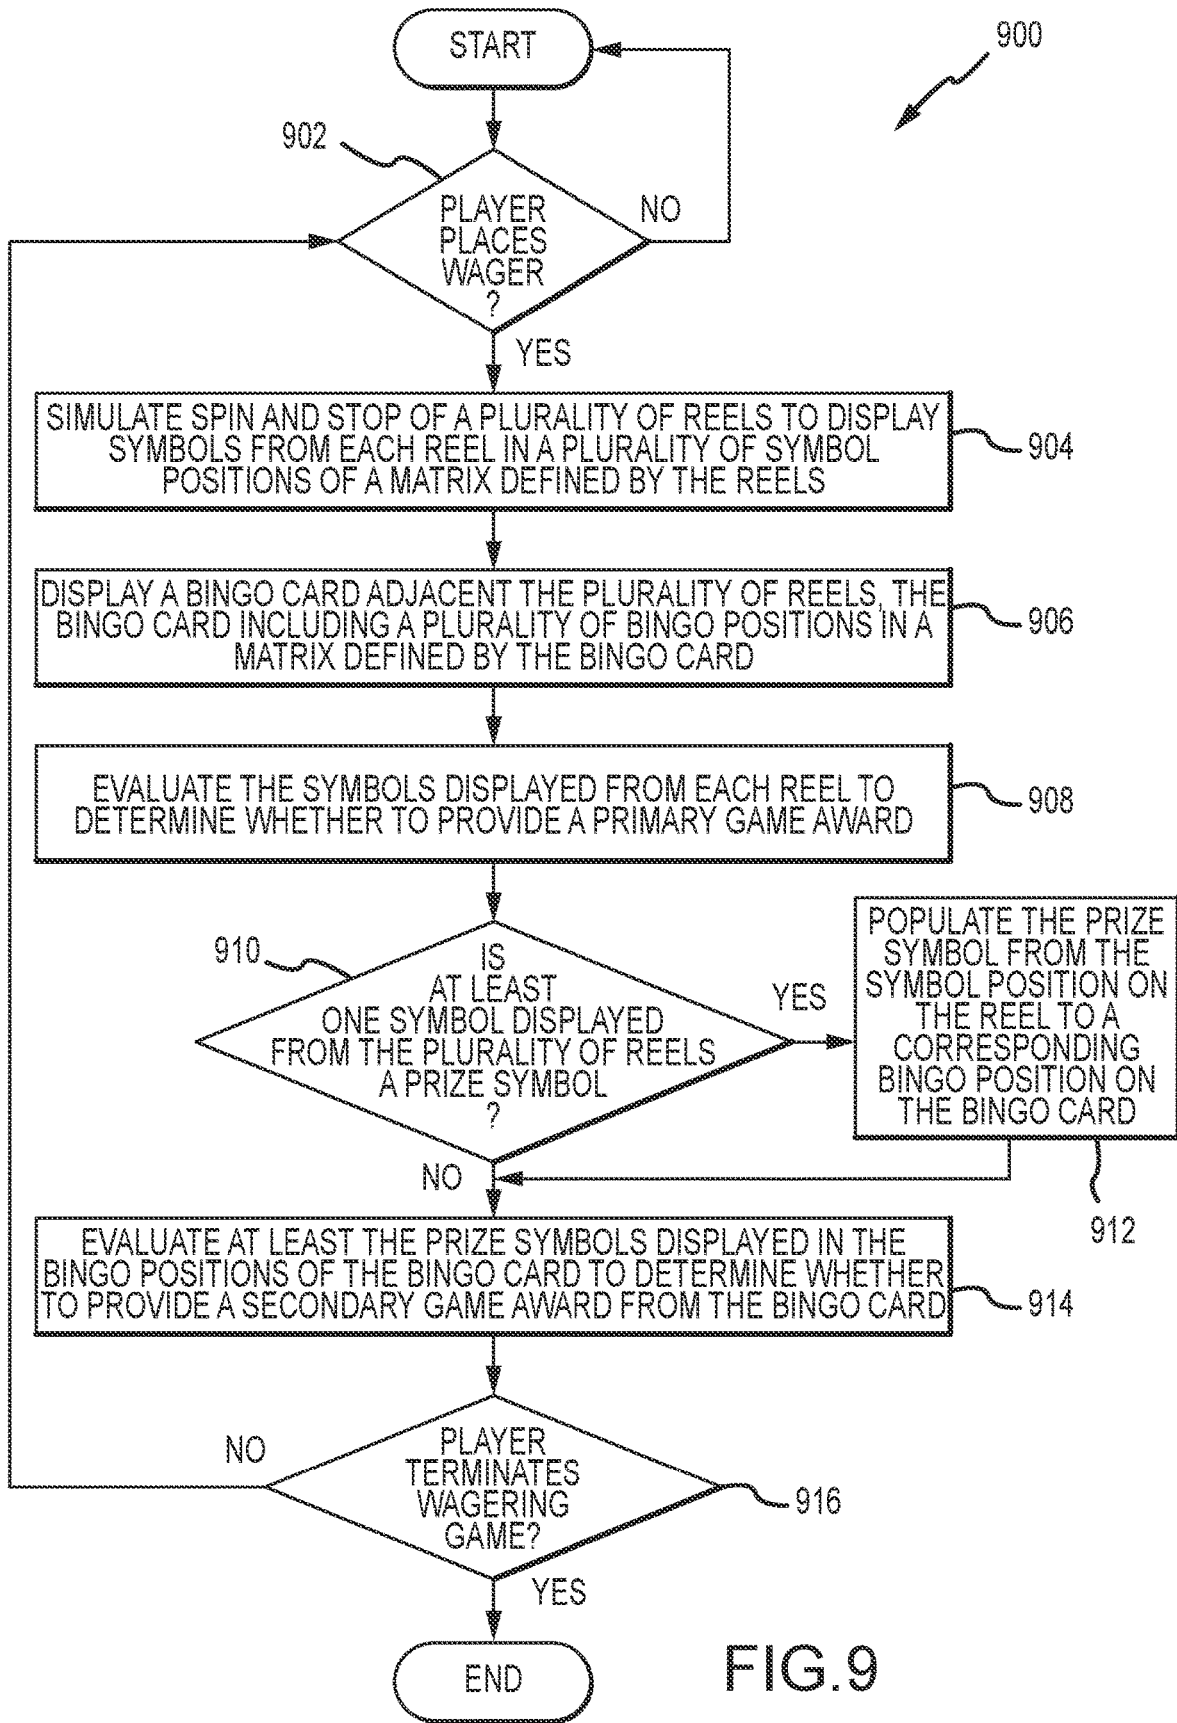 START
900
902
PLAYER
PLACES
WAGER
?
NO
YES
SIMULATE SPIN AND STOP OF A PLURALITY OF REELS TO DISPLAY
SYMBOLS FROM EACH REEL IN A PLURALITY OF SYMBOL
POSITIONS OF A MATRIX DEFINED BY THE REELS
904
DISPLAY A BINGO CARD ADJACENT THE PLURALITY OF REELS, THE
BINGO CARD INCLUDING A PLURALITY OF BINGO POSITIONS IN A
MATRIX DEFINED BY THE BINGO CARD
906
EVALUATE THE SYMBOLS DISPLAYED FROM EACH REEL TO
DETERMINE WHETHER TO PROVIDE A PRIMARY GAME AWARD
908
910
IS
AT LEAST
ONE SYMBOL DISPLAYED
FROM THE PLURALITY OF REELS
A PRIZE SYMBOL
?
YES
NO
POPULATE THE PRIZE
SYMBOL FROM THE
SYMBOL POSITION ON
THE REEL TO A
CORRESPONDING
BINGO POSITION ON
THE BINGO CARD
912
EVALUATE AT LEAST THE PRIZE SYMBOLS DISPLAYED IN THE
BINGO POSITIONS OF THE BINGO CARD TO DETERMINE WHETHER
TO PROVIDE A SECONDARY GAME AWARD FROM THE BINGO CARD
914
NO
PLAYER
TERMINATES
WAGERING
GAME?
916
YES
END
FIG.9